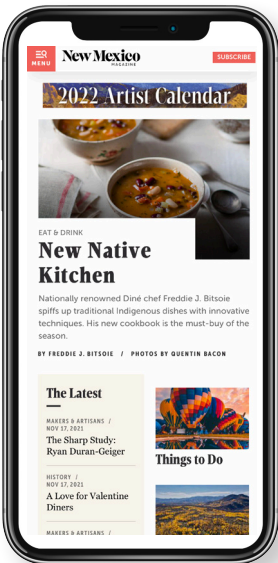 MENU
New Mexico
MAGAZINE
SUBSCRIBE
2022 Artist Calendar
EAT & DRINK
New Native
Kitchen
Nationally renowned Diné chef Freddie J. Bitsoie
spiffs up traditional Indigenous dishes with innovative
techniques. His new cookbook is the must-buy of the
season.
BY FREDDIE J. BITSOIE / PHOTOS BY QUENTIN BACON
The Latest
MAKERS & ARTISANS /
NOV 17, 2021
The Sharp Study:
Ryan Duran-Geiger
HISTORY /
NOV 17, 2021
A Love for Valentine
Diners
MAKERS & ARTISANS /
Things to Do